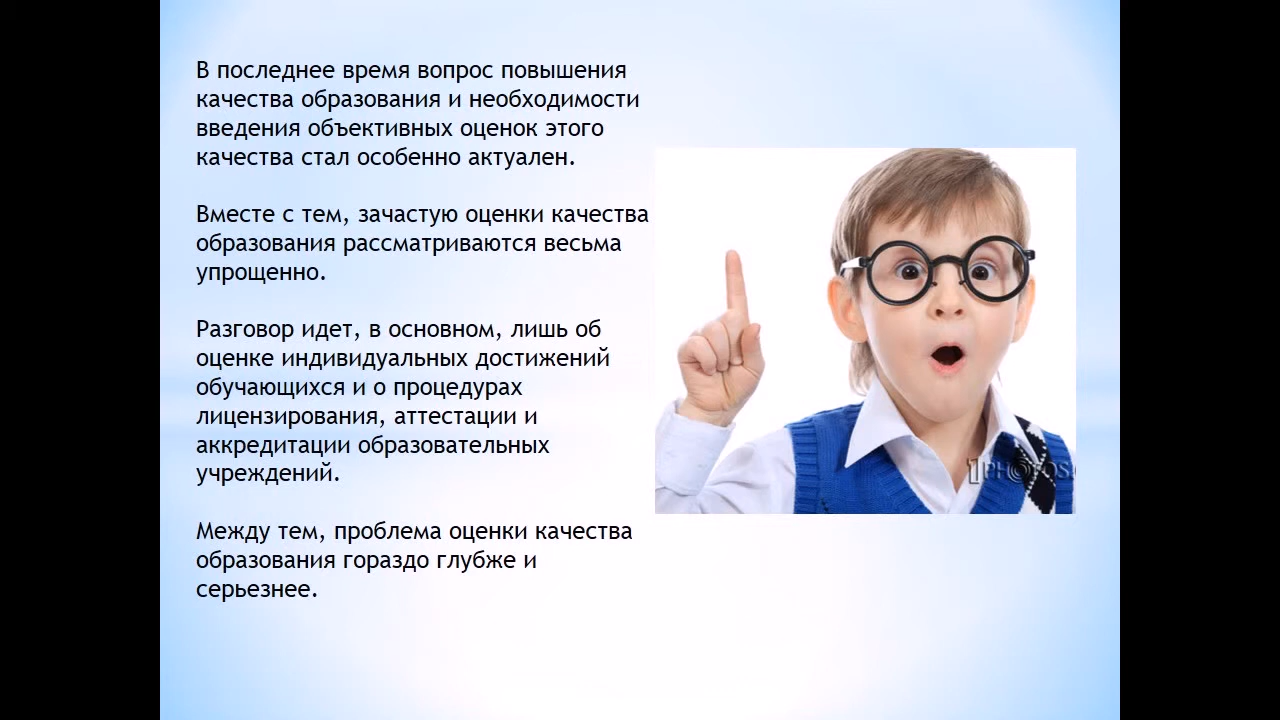 В последнее время вопрос повышения
качества образования и необходимости
введения объективных оценок этого
качества стал особенно актуален.
Вместе с тем, зачастую оценки качества
образования рассматриваются весьма
упрощенно.
Разговор идет, в основном, лишь об
оценке индивидуальных достижений
обучающихся и о процедурах
лицензирования, аттестации и
аккредитации образовательных
учреждений.
Между тем, проблема оценки качества
образования гораздо глубже и
серьезнее.
1PHOTOS